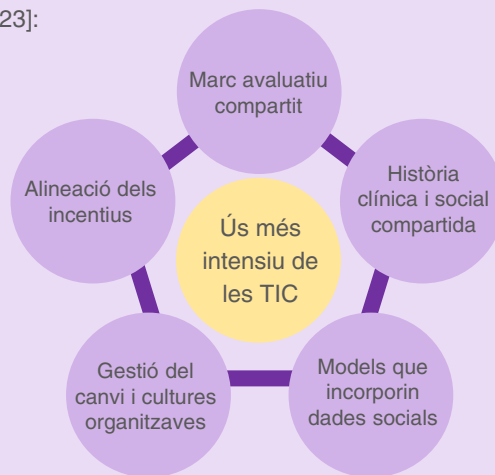 23]:
Marc avaluatiu
compartit
Història
clínica i social
compartida
Alineació dels
incentius
Ús més
intensiu de
les TIC
Gestió del
canvi i cultures
organitzaves
Models que
incorporin
dades socials